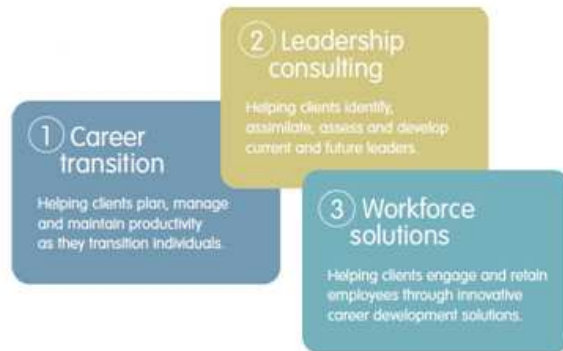 1 Career
transition
Helping clients plan, manage
and maintain productivity
as they transition individuals.
2 Leadership
consulting
Helping clients identify,
assimilate, assess and develop
current and future leaders.
3 Workforce
solutions
Helping clients engage and retain
employees through innovative
career development solutions.